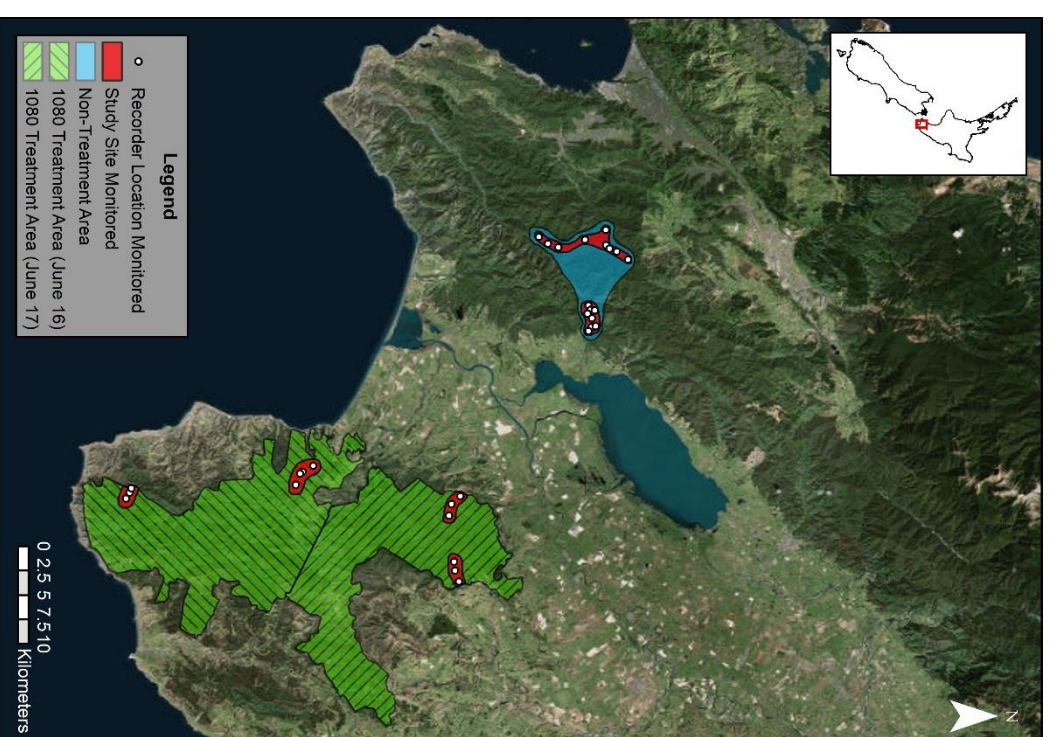 Legend
Recorder Location Monitored
Study Site Monitored
Non-Treatment Area
1080 Treatment Area (June 16)
1080 Treatment Area (June 17)
0 2.5 5 7.5 10
Kilometers
N